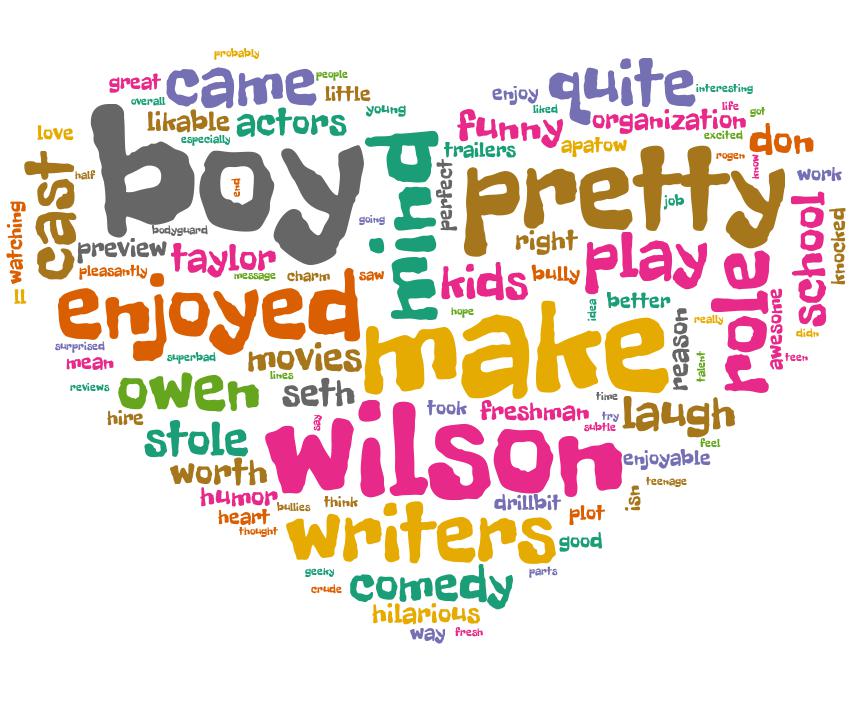 probably
great
came
people
overall
little
likable
actors
young
especially
love
boy
cast
half
end
mind
enjoy
quite
interesting
liked
life
got
funny
organization
excited
trailers
apatow
don
rogen
know
perfect
pretty
job
work
going
bodyguard
watching
ii
preview
taylor
pleasantly
message
charm
saw
right
kids
bully
play
role
school
knocked
enjoyed
hope
idea
better
really
awesome
didn
teen
surprised
mean
superbad
movies
make
reason
talent
reviews
lines
owen
seth
time
hire
say
took
freshman
try
subtle
laugh
feel
stole
wilson
enjoyable
worth
teenage
isn
humor
bullies
think
drillbit
plot
heart
thought
writers
good
geeky
parts
crude
comedy
hilarious
way
fresh